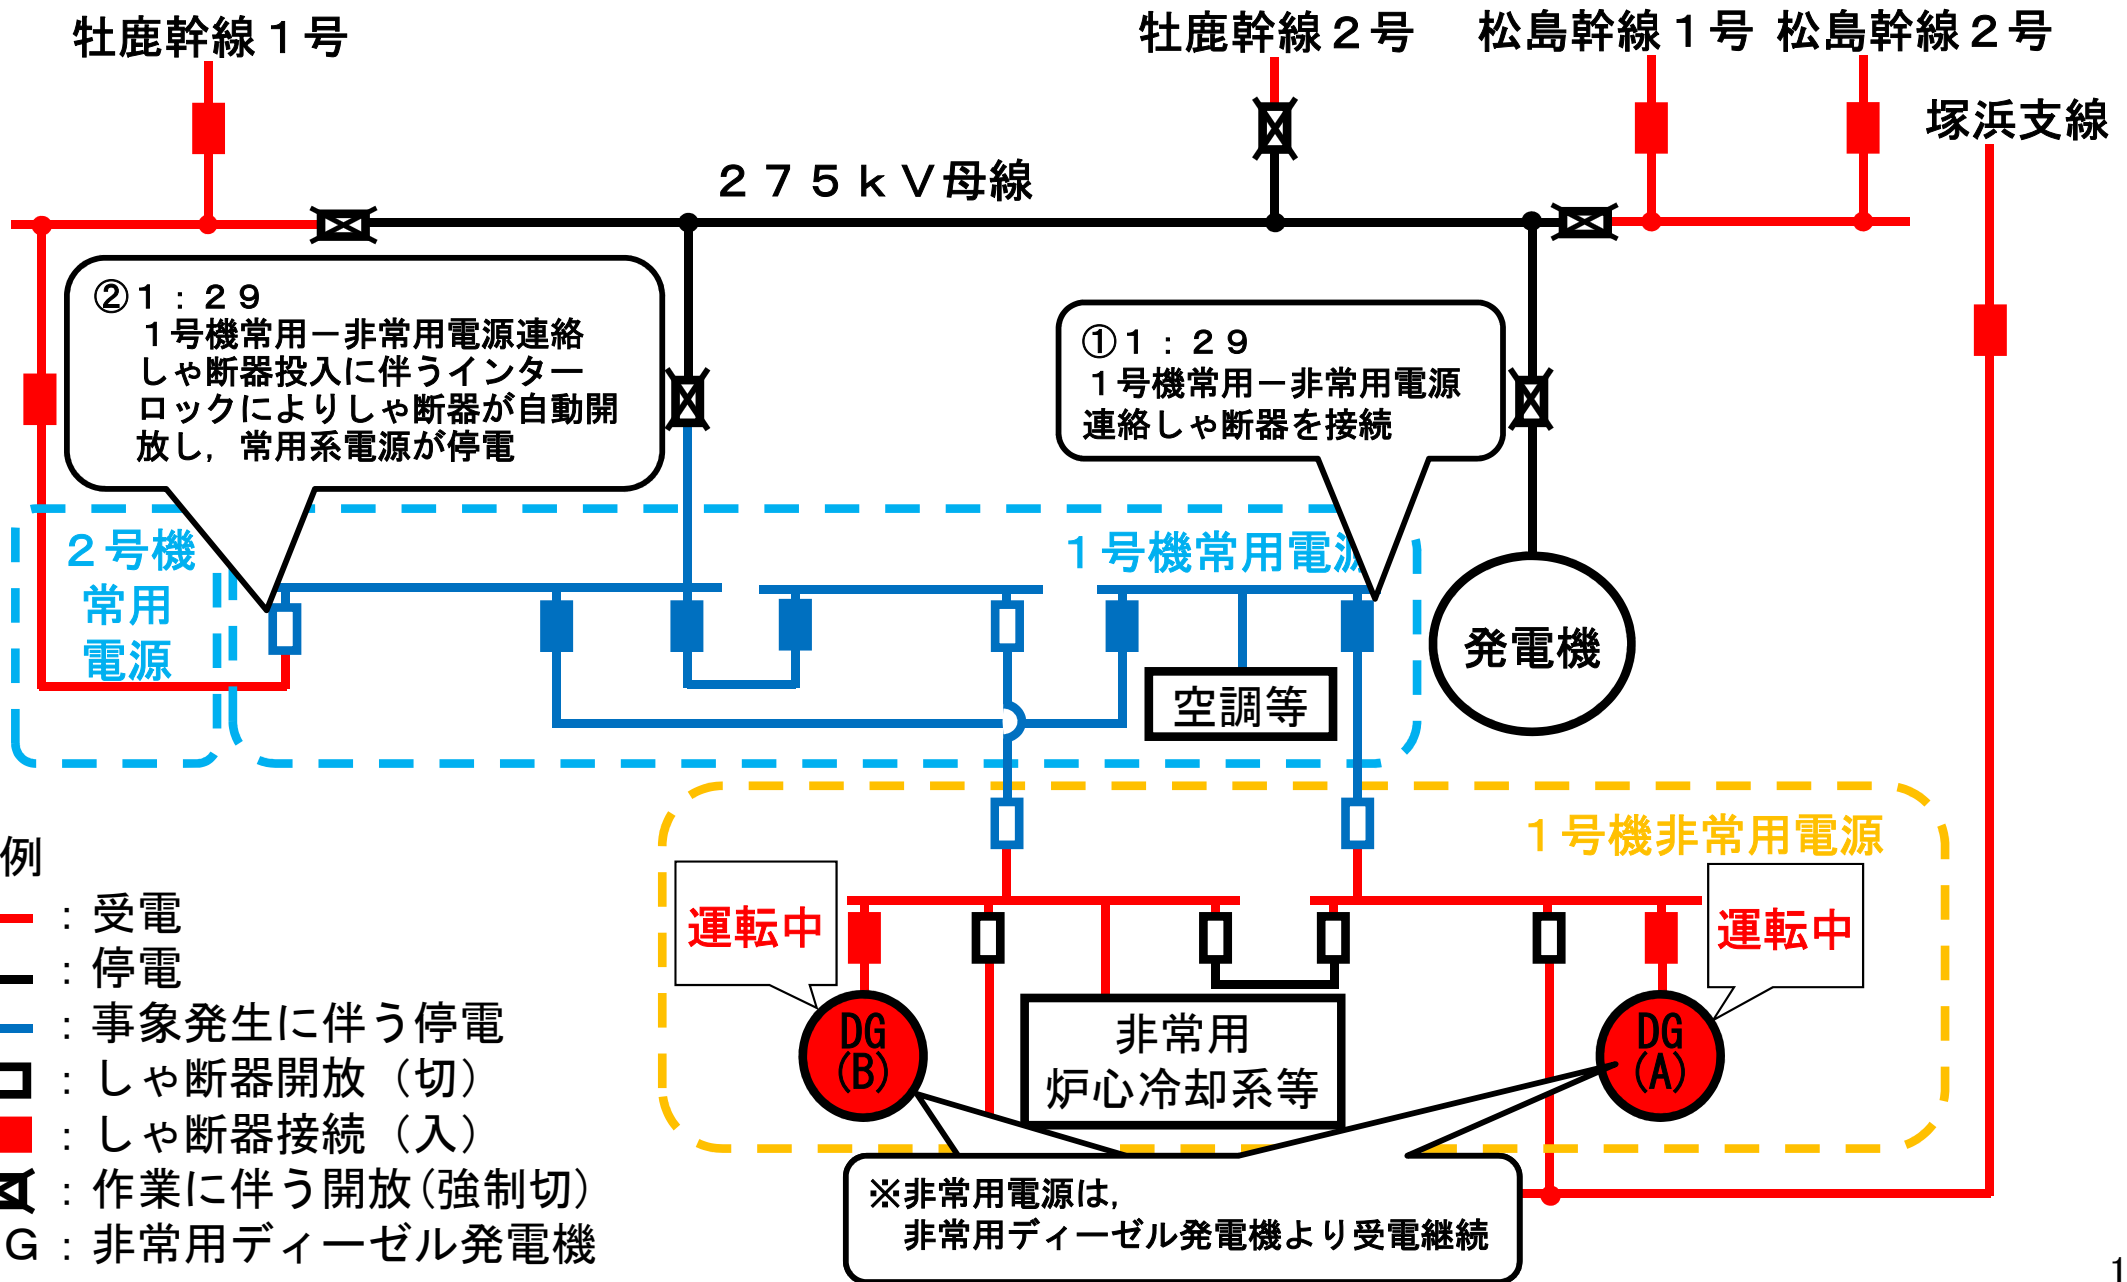 牡鹿幹線１号
牡鹿幹線２号
松島幹線１号
松島幹線２号
塚浜支線
２７５ｋＶ母線
②１：２９
１号機常用－非常用電源連絡
しゃ断器投入に伴うインター
ロックによりしゃ断器が自動開
放し，常用系電源が停電
①１：２９
１号機常用－非常用電源
連絡しゃ断器を接続
２号機
常用
電源
１号機常用電源
発電機
空調等
１号機非常用電源
運転中
運転中
DG
(B)
DG
(A)
非常用
炉心冷却系等
※非常用電源は，
非常用ディーゼル発電機より受電継続
例
：受電
：停電
：事象発生に伴う停電
：しゃ断器開放（切）
：しゃ断器接続（入）
：作業に伴う開放(強制切)
Ｇ：非常用ディーゼル発電機
1